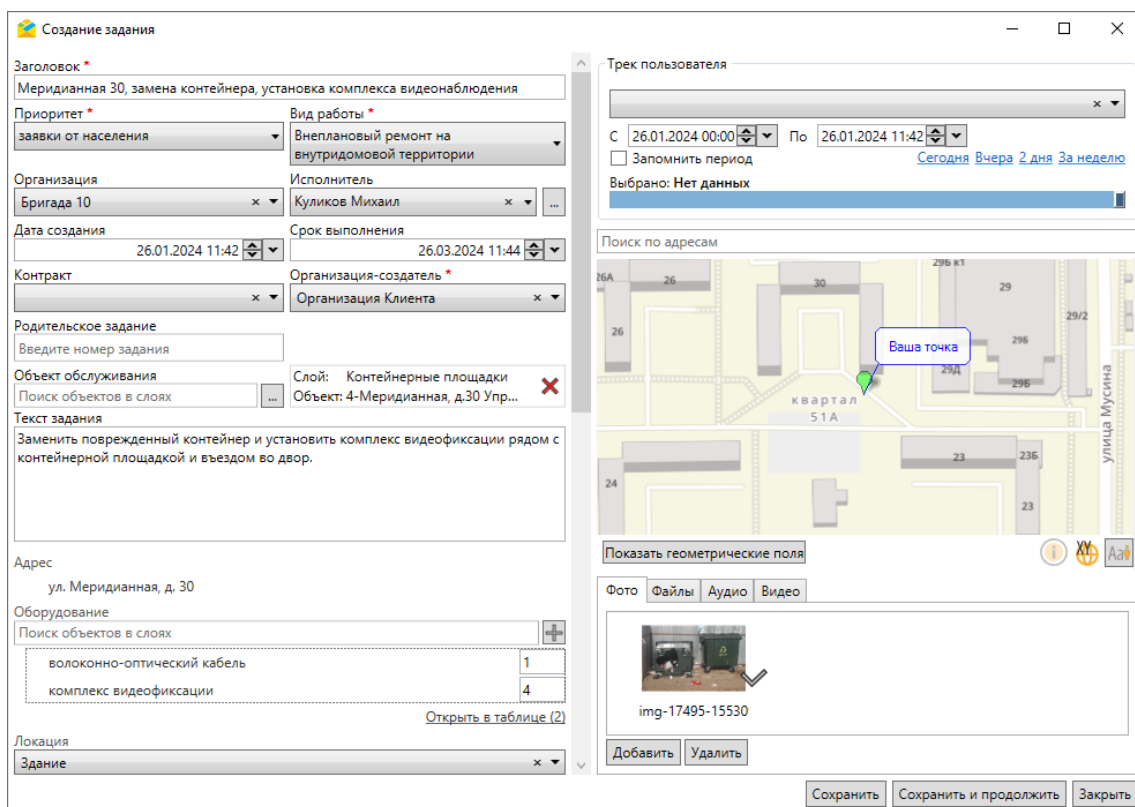 Создание задания
Заголовок *
Меридианная 30, замена контейнера, установка комплекса видеонаблюдения
Приоритет * Вид работы *
заявки от населения Внеплановый ремонт на
внутридомовой территории
Организация Исполнитель
Бригада 10 Куликов Михаил ...
Дата создания Срок выполнения
26.01.2024 11:42 26.03.2024 11:44
Контракт Организация-создатель *
Организация Клиента
Родительское задание
Введите номер задания
Объект обслуживания Слой: Контейнерные площадки
Поиск объектов в слоях ... Объект: 4-Меридианная, д.30 Упр...
Текст задания
Заменить поврежденный контейнер и установить комплекс видеофиксации рядом с
контейнерной площадкой и въездом во двор.
Адрес
ул. Меридианная, д. 30
Оборудование
Поиск объектов в слоях
волоконно-оптический кабель 1
комплекс видеофиксации 4
Открыть в таблице (2)
Локация
Здание
Трек пользователя
С 26.01.2024 00:00 По 26.01.2024 11:42
Запомнить период Сегодня Вчера 2 дня За неделю
Выбрано: Нет данных
Поиск по адресам
29Б к1
26А 26 30 29
29/2
26 Ваша точка 29Б
29Д 29Б
квартал
51А
улица Мусина
23 23Б
24
23
Показать геометрические поля XY Aa
Фото Файлы Аудио Видео
img-17495-15530
Добавить Удалить
Сохранить Сохранить и продолжить Закрыть